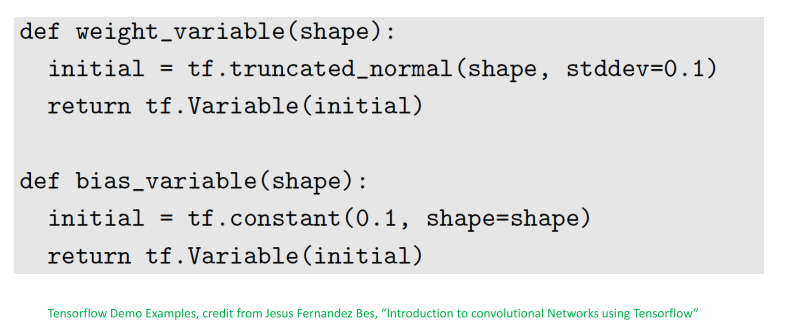 def weight_variable(shape):
  initial = tf.truncated_normal(shape, stddev=0.1)
  return tf.Variable(initial)
def bias_variable(shape):
  initial = tf.constant(0.1, shape=shape)
  return tf.Variable(initial)
Tensorflow Demo Examples, credit from Jesus Fernandez Bes, “Introduction to convolutional Networks using Tensorflow”